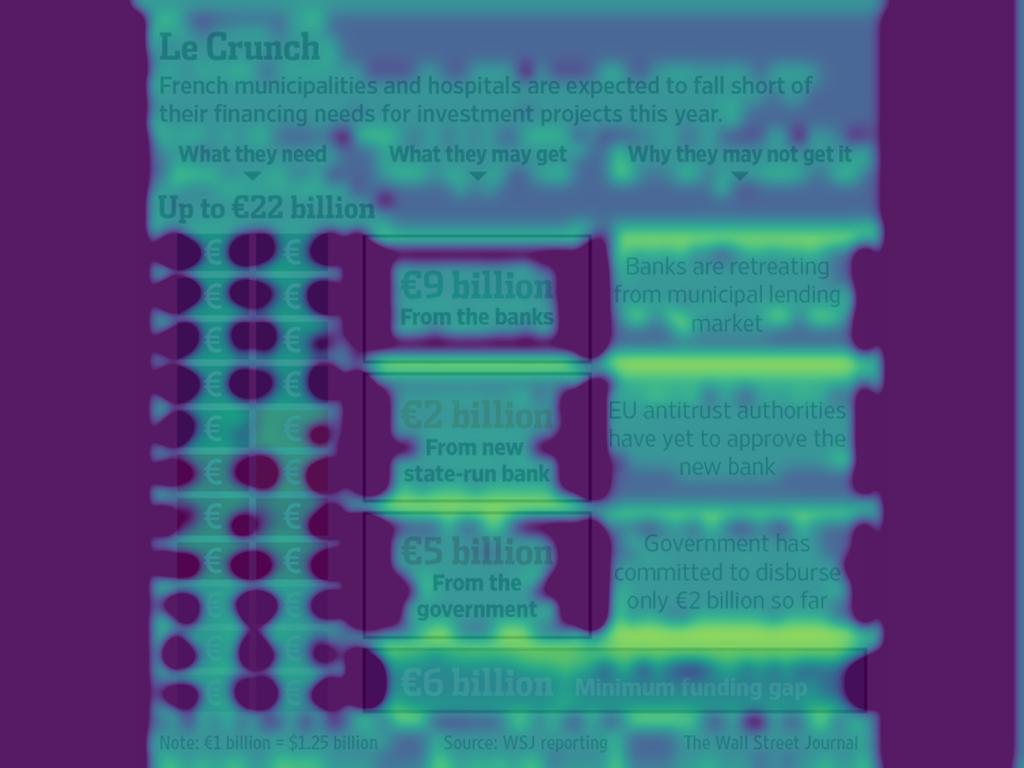 Le Crunch
French municipalities and hospitals are expected to fall short of
their financing needs for investment projects this year.
What they need
What they may get
Why they may not get it
Up to €22 billion
€ €
€ €
€ €
€ €
€ €
€ €
€ €
€ €
€ €
€ €
€ €
€9 billion
From the banks
Banks are retreating
from municipal lending
market
€2 billion
From new
state-run bank
EU antitrust authorities
have yet to approve the
new bank
€5 billion
From the
government
Government has
committed to disburse
only €2 billion so far
€6 billion Minimum funding gap
Note: €1 billion = $1.25 billion
Source: WSJ reporting
The Wall Street Journal